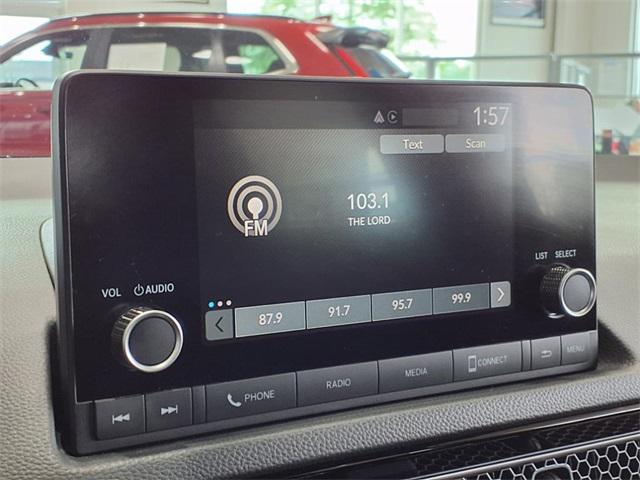 1:57
Text Scan
103.1
FM
THE LORD
VOL AUDIO
LIST SELECT
87.9 91.7 95.7 99.9
PHONE RADIO MEDIA CONNECT MENU